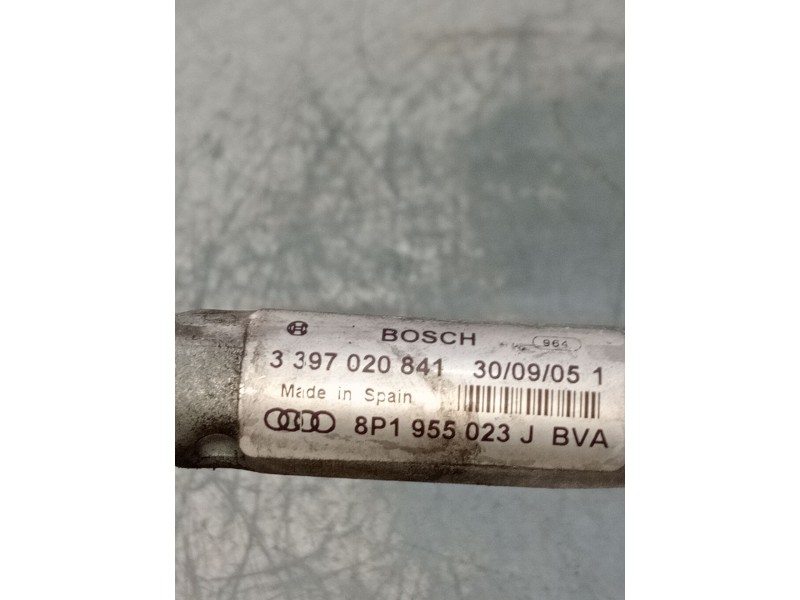 BOSCH 964
3 397 020 841 30/09/05 1
Made in Spain
8P1 955 023 J BVA